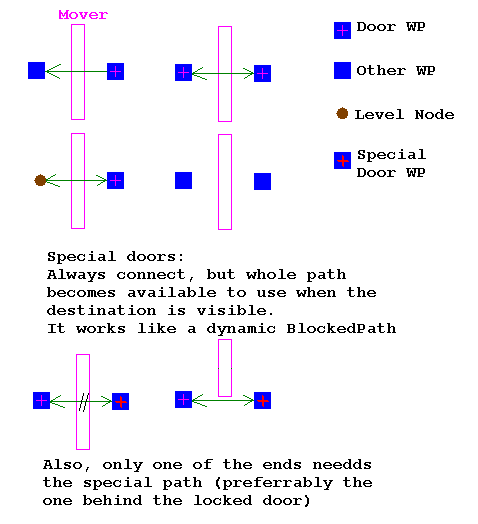 Mover
Door WP
Other WP
Level Node
Special
Door WP
Special doors:
Always connect, but whole path
becomes available to use when the
destination is visible.
It works like a dynamic BlockedPath
//
Also, only one of the ends needds
the special path (preferrably the
one behind the locked door)